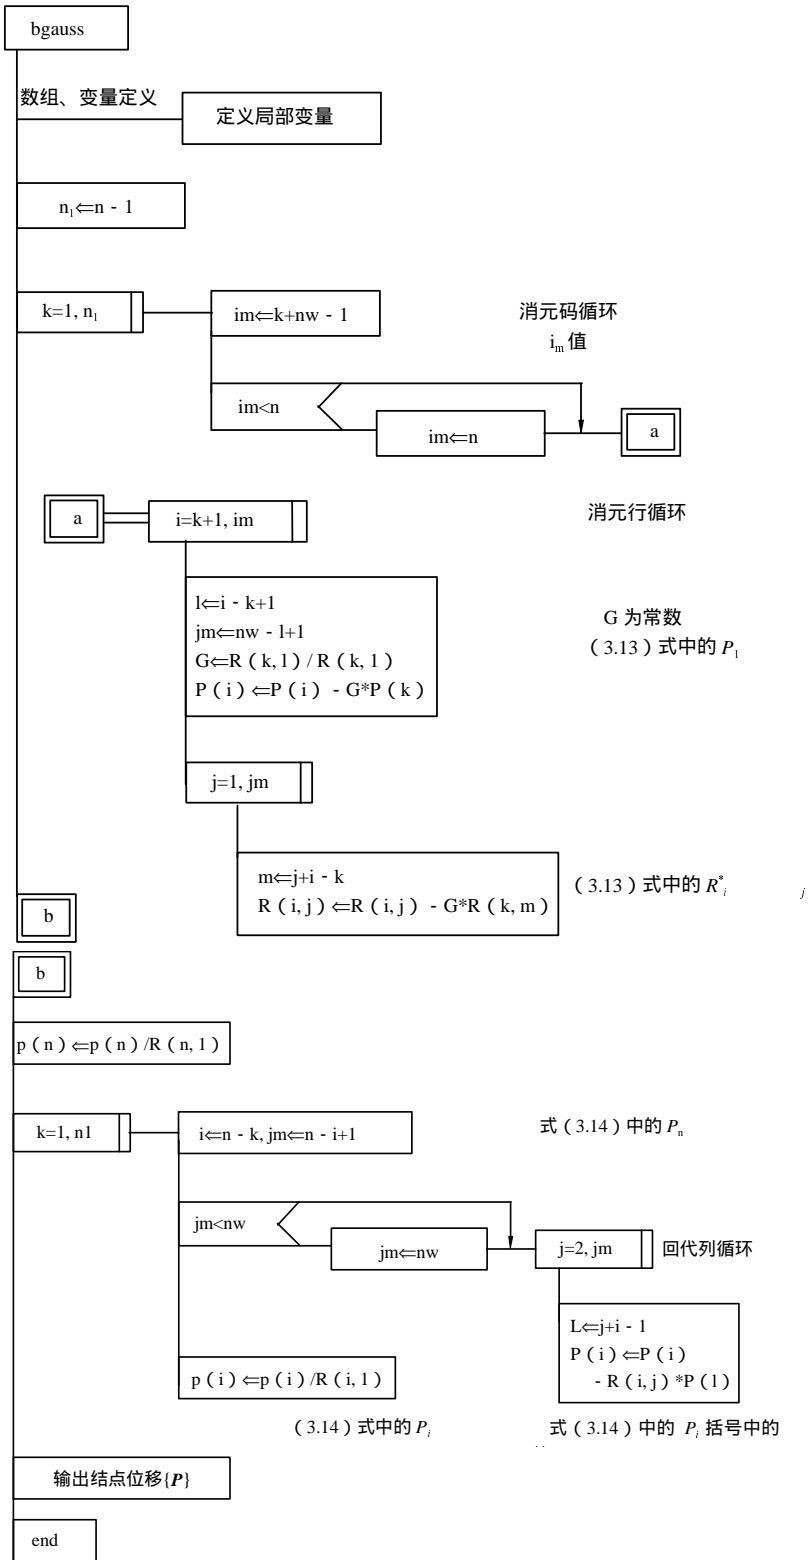 bgauss
数组、变量定义
定义局部变量
n₁⇐n - 1
k=1, n₁
im⇐k+nw - 1
消元码循环
iₘ 值
im<n
im⇐n
a
a
i=k+1, im
消元行循环
l⇐i - k+1
jm⇐nw - l+1
G⇐R（k, l）/ R（k, 1）
P（i）⇐P（i） - G*P（k）
G 为常数
（3.13）式中的 P₁
j=1, jm
m⇐j+i - k
R（i, j）⇐R（i, j） - G*R（k, m）
（3.13）式中的 R*ᵢ ⱼ
b
b
p（n）⇐p（n）/R（n, 1）
k=1, n1
i⇐n - k, jm⇐n - i+1
式（3.14）中的 Pₙ
jm<nw
jm⇐nw
j=2, jm
回代列循环
L⇐j+i - 1
P（i）⇐P（i）
- R（i, j）*P（l）
p（i）⇐p（i）/R（i, 1）
（3.14）式中的 Pᵢ
式（3.14）中的 Pᵢ 括号中的
输出结点位移{P}
end